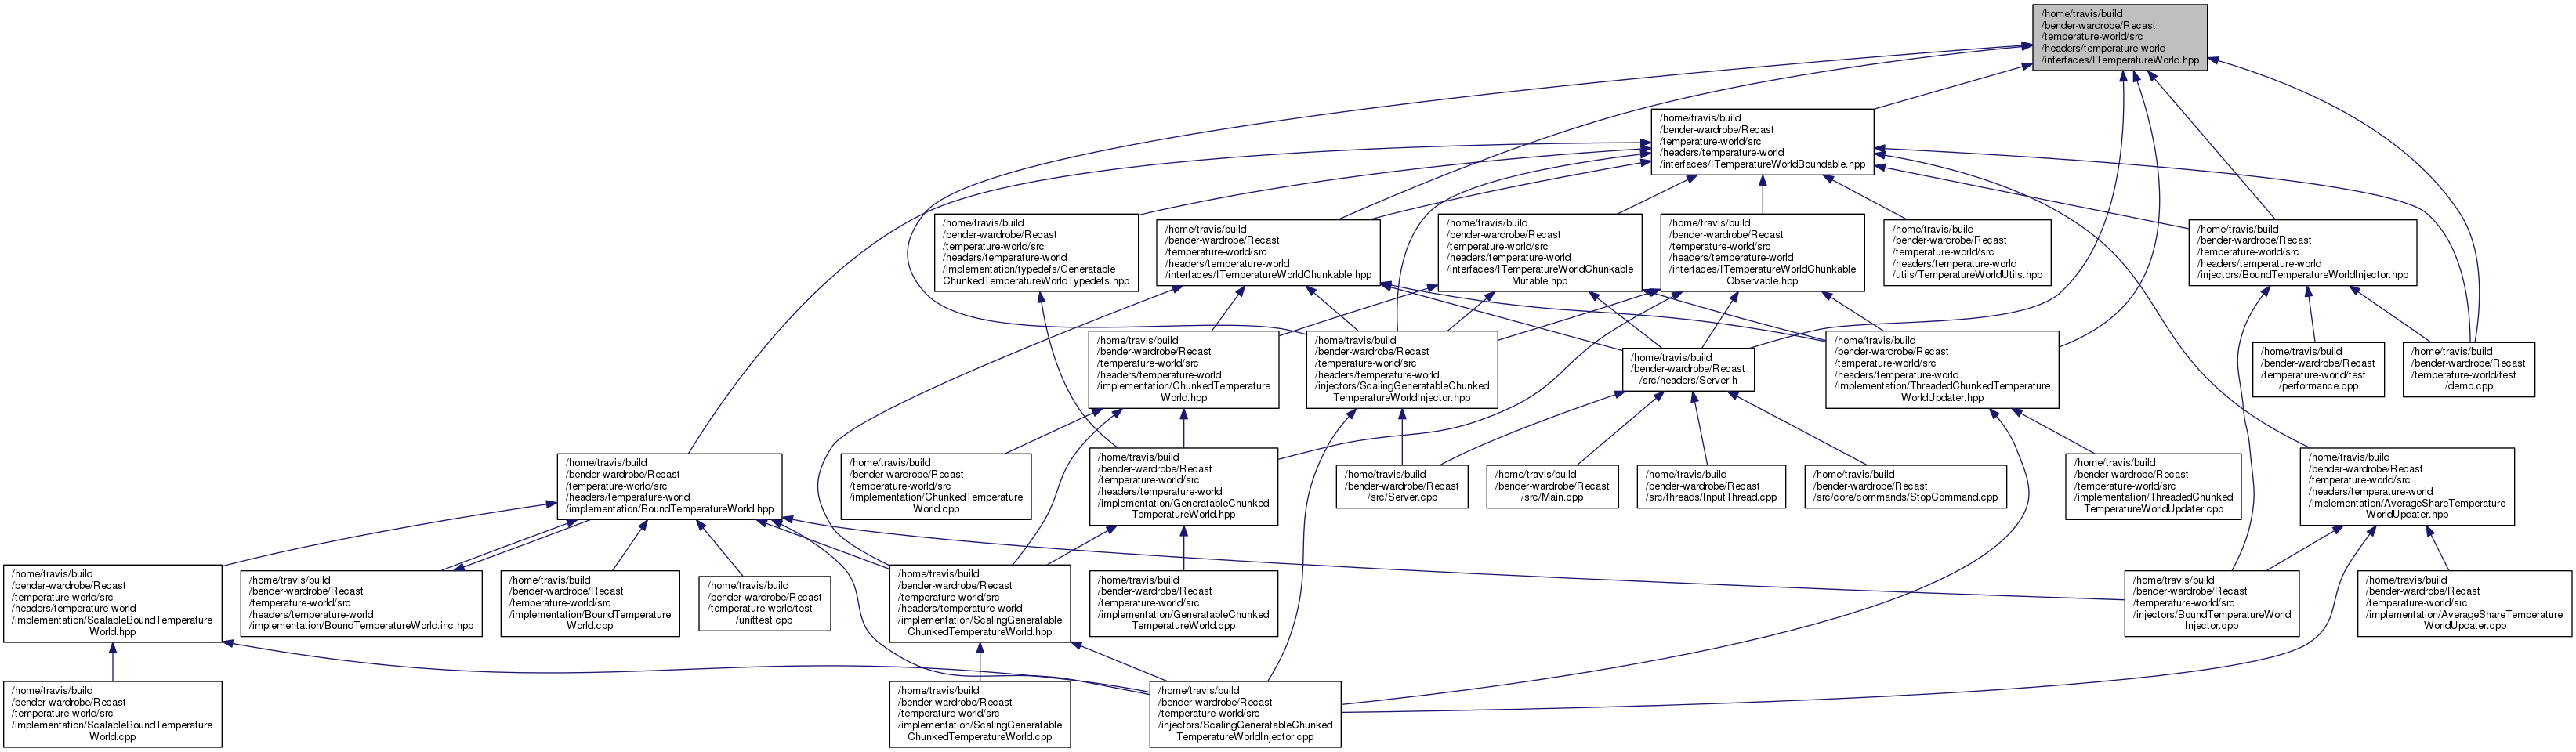 /home/travis/build
/bender-wardrobe/Recast
/temperature-world/src
/headers/temperature-world
/interfaces/ITemperatureWorld.hpp
/home/travis/build
/bender-wardrobe/Recast
/temperature-world/src
/headers/temperature-world
/interfaces/ITemperatureWorldBoundable.hpp
/home/travis/build
/bender-wardrobe/Recast
/temperature-world/src
/headers/temperature-world
/implementation/typedefs/Generatable
ChunkedTemperatureWorldTypedefs.hpp
/home/travis/build
/bender-wardrobe/Recast
/temperature-world/src
/headers/temperature-world
/interfaces/ITemperatureWorldChunkable.hpp
/home/travis/build
/bender-wardrobe/Recast
/temperature-world/src
/headers/temperature-world
/interfaces/ITemperatureWorldChunkable
Mutable.hpp
/home/travis/build
/bender-wardrobe/Recast
/temperature-world/src
/headers/temperature-world
/interfaces/ITemperatureWorldChunkable
Observable.hpp
/home/travis/build
/bender-wardrobe/Recast
/temperature-world/src
/headers/temperature-world
/utils/TemperatureWorldUtils.hpp
/home/travis/build
/bender-wardrobe/Recast
/temperature-world/src
/headers/temperature-world
/injectors/BoundTemperatureWorldInjector.hpp
/home/travis/build
/bender-wardrobe/Recast
/temperature-world/src
/headers/temperature-world
/implementation/ChunkedTemperature
World.hpp
/home/travis/build
/bender-wardrobe/Recast
/temperature-world/src
/headers/temperature-world
/injectors/ScalingGeneratableChunked
TemperatureWorldInjector.hpp
/home/travis/build
/bender-wardrobe/Recast
/src/headers/Server.h
/home/travis/build
/bender-wardrobe/Recast
/temperature-world/src
/headers/temperature-world
/implementation/ThreadedChunkedTemperature
WorldUpdater.hpp
/home/travis/build
/bender-wardrobe/Recast
/temperature-world/test
/performance.cpp
/home/travis/build
/bender-wardrobe/Recast
/temperature-world/test
/demo.cpp
/home/travis/build
/bender-wardrobe/Recast
/temperature-world/src
/headers/temperature-world
/implementation/BoundTemperatureWorld.hpp
/home/travis/build
/bender-wardrobe/Recast
/temperature-world/src
/implementation/ChunkedTemperature
World.cpp
/home/travis/build
/bender-wardrobe/Recast
/temperature-world/src
/headers/temperature-world
/implementation/GeneratableChunked
TemperatureWorld.hpp
/home/travis/build
/bender-wardrobe/Recast
/src/Server.cpp
/home/travis/build
/bender-wardrobe/Recast
/src/Main.cpp
/home/travis/build
/bender-wardrobe/Recast
/src/threads/InputThread.cpp
/home/travis/build
/bender-wardrobe/Recast
/src/core/commands/StopCommand.cpp
/home/travis/build
/bender-wardrobe/Recast
/temperature-world/src
/implementation/ThreadedChunked
TemperatureWorldUpdater.cpp
/home/travis/build
/bender-wardrobe/Recast
/temperature-world/src
/headers/temperature-world
/implementation/AverageShareTemperature
WorldUpdater.hpp
/home/travis/build
/bender-wardrobe/Recast
/temperature-world/src
/headers/temperature-world
/implementation/ScalableBoundTemperature
World.hpp
/home/travis/build
/bender-wardrobe/Recast
/temperature-world/src
/headers/temperature-world
/implementation/BoundTemperatureWorld.inc.hpp
/home/travis/build
/bender-wardrobe/Recast
/temperature-world/src
/implementation/BoundTemperature
World.cpp
/home/travis/build
/bender-wardrobe/Recast
/temperature-world/test
/unittest.cpp
/home/travis/build
/bender-wardrobe/Recast
/temperature-world/src
/headers/temperature-world
/implementation/ScalingGeneratable
ChunkedTemperatureWorld.hpp
/home/travis/build
/bender-wardrobe/Recast
/temperature-world/src
/implementation/GeneratableChunked
TemperatureWorld.cpp
/home/travis/build
/bender-wardrobe/Recast
/temperature-world/src
/injectors/BoundTemperatureWorld
Injector.cpp
/home/travis/build
/bender-wardrobe/Recast
/temperature-world/src
/implementation/AverageShareTemperature
WorldUpdater.cpp
/home/travis/build
/bender-wardrobe/Recast
/temperature-world/src
/implementation/ScalableBoundTemperature
World.cpp
/home/travis/build
/bender-wardrobe/Recast
/temperature-world/src
/implementation/ScalingGeneratable
ChunkedTemperatureWorld.cpp
/home/travis/build
/bender-wardrobe/Recast
/temperature-world/src
/injectors/ScalingGeneratableChunked
TemperatureWorldInjector.cpp